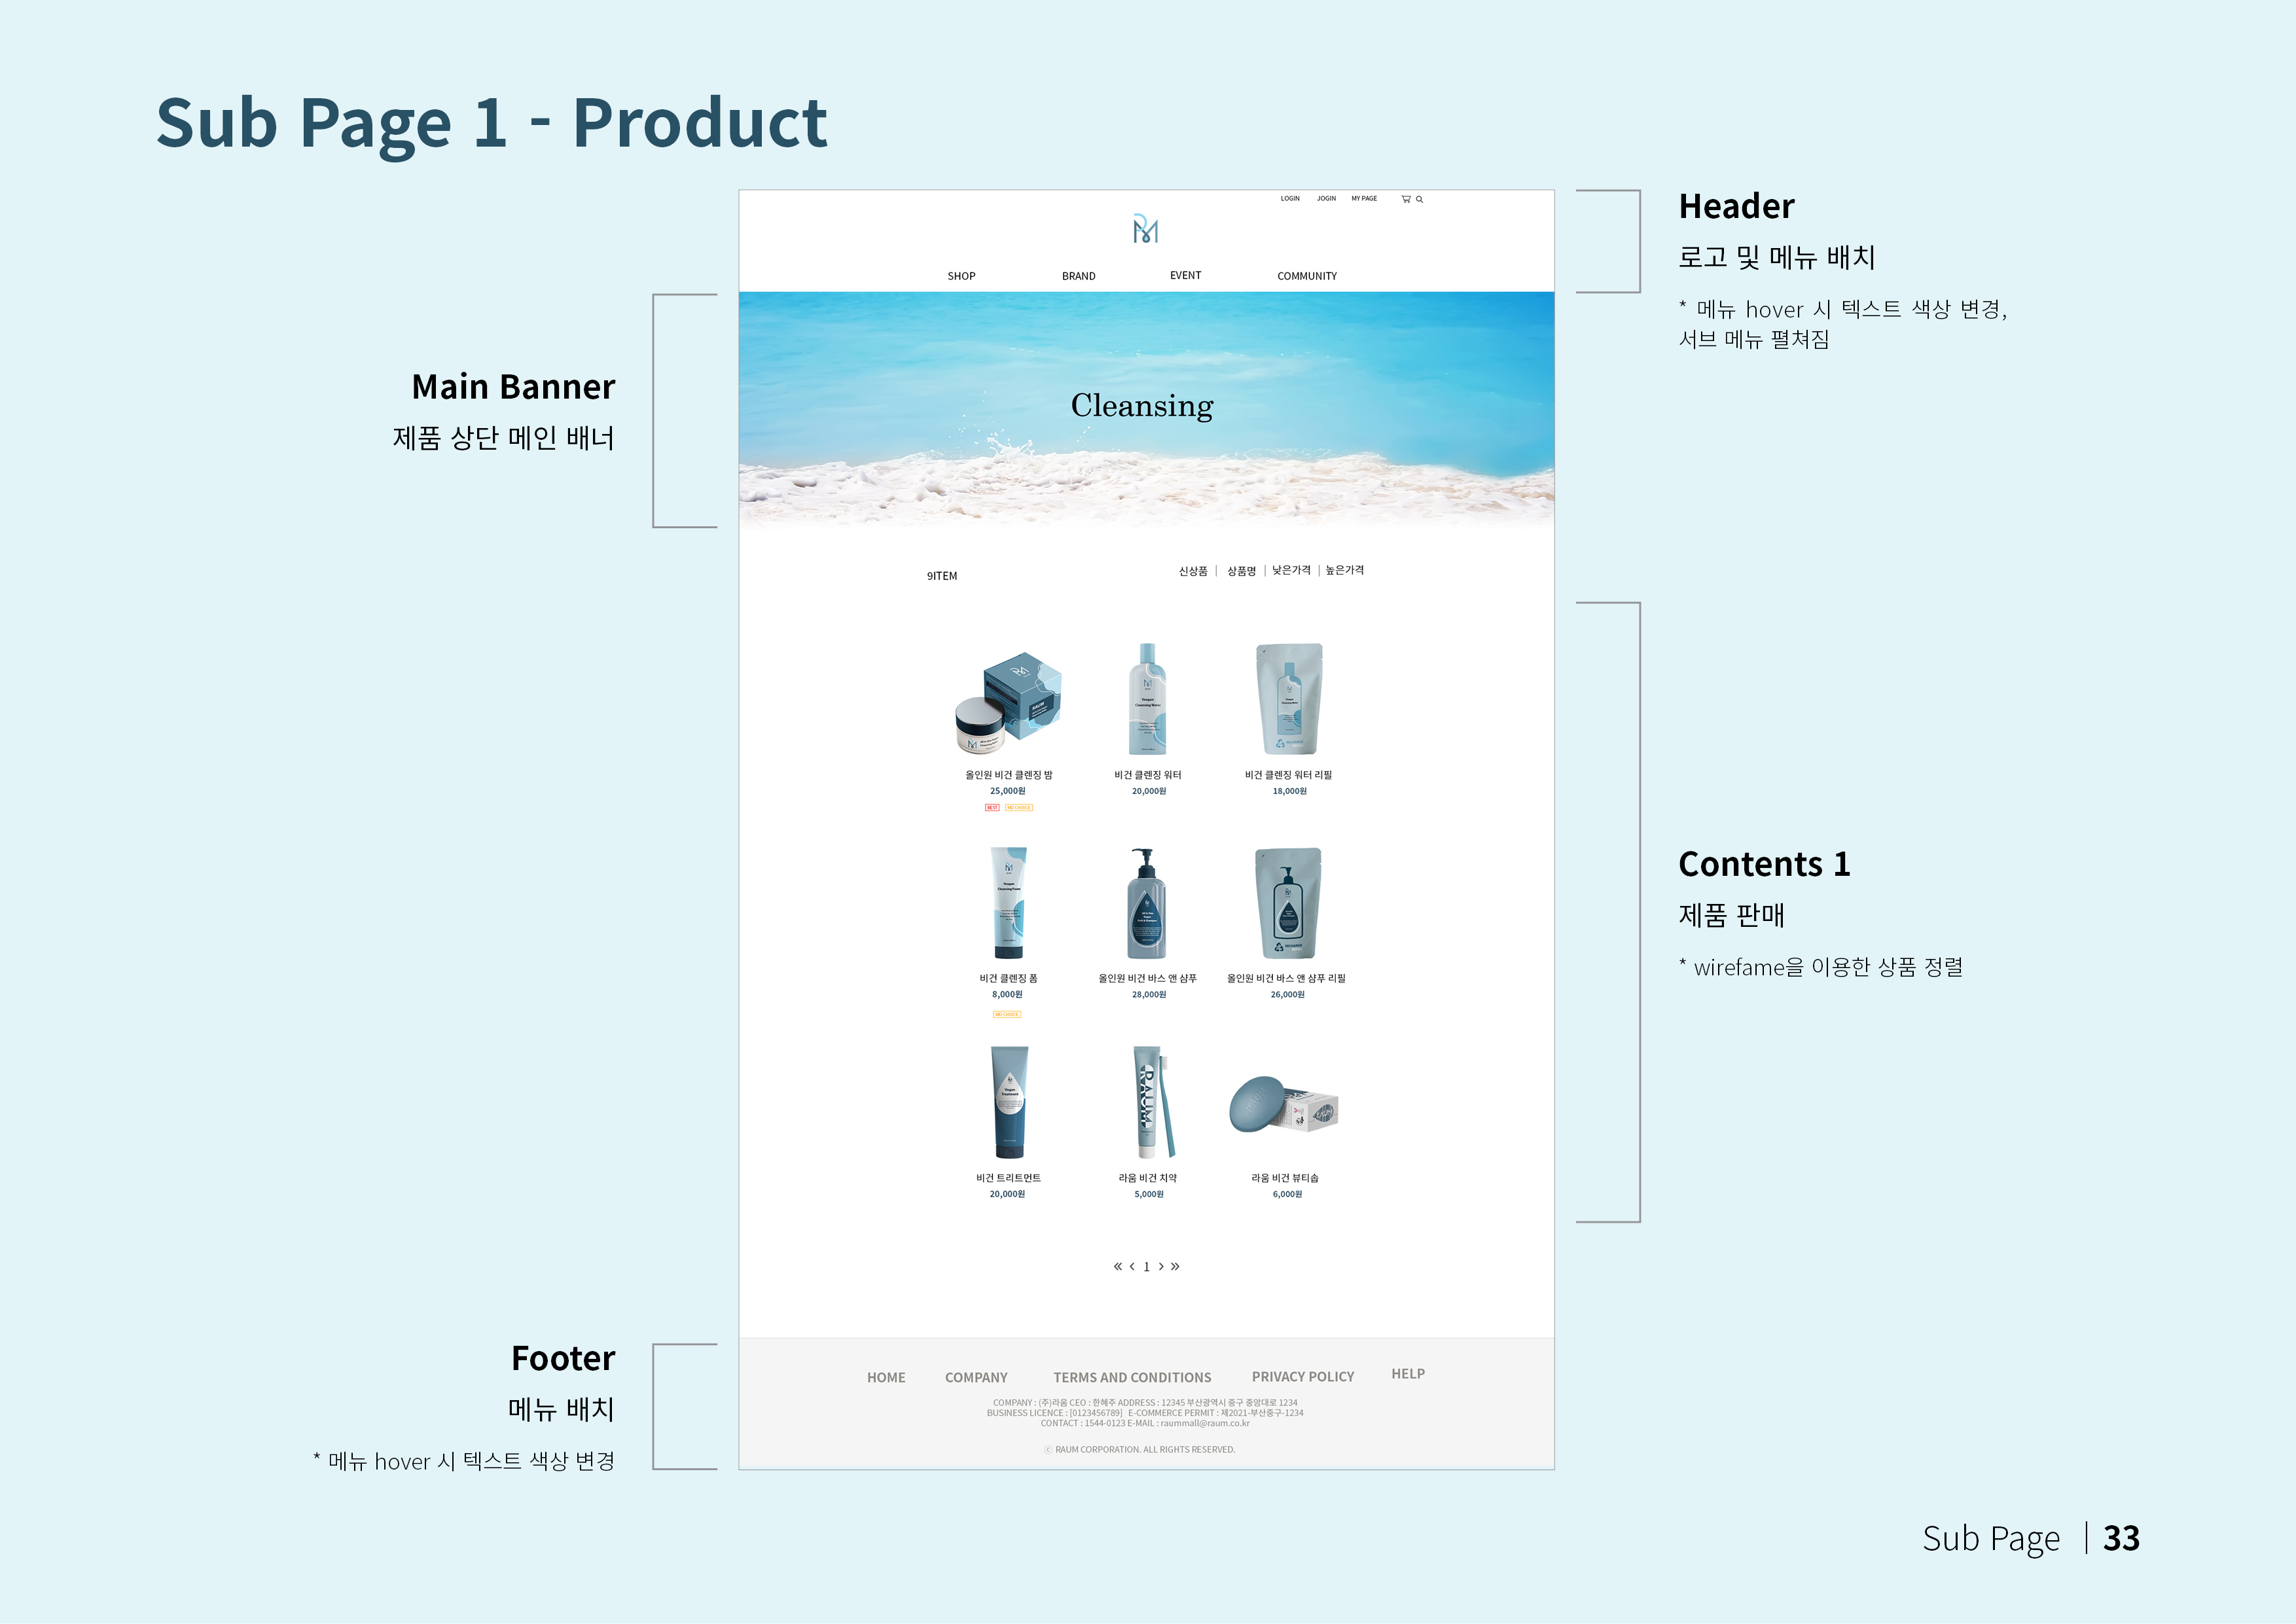 Sub Page 1 - Product
LOGIN JOGIN MY PAGE
SHOP BRAND EVENT COMMUNITY
Header
로고 및 메뉴 배치
* 메뉴 hover 시 텍스트 색상 변경,
서브 메뉴 펼쳐짐
Main Banner
제품 상단 메인 배너
Cleansing
9ITEM
신상품 | 상품명 | 낮은가격 | 높은가격
올인원 비건 클렌징 밤
25,000원
BEST MD CHOICE
비건 클렌징 워터
20,000원
비건 클렌징 워터 리필
18,000원
비건 클렌징 폼
8,000원
MD CHOICE
올인원 비건 바스 앤 샴푸
28,000원
올인원 비건 바스 앤 샴푸 리필
26,000원
비건 트리트먼트
20,000원
RAUM
라움 비건 치약
5,000원
라움 비건 뷰티솝
6,000원
Contents 1
제품 판매
* wirefame을 이용한 상품 정렬
« ‹ 1 › »
Footer
메뉴 배치
* 메뉴 hover 시 텍스트 색상 변경
HOME COMPANY TERMS AND CONDITIONS PRIVACY POLICY HELP
COMPANY : (주)라움 CEO : 한혜주 ADDRESS : 12345 부산광역시 중구 중앙대로 1234
BUSINESS LICENCE : [0123456789] E-COMMERCE PERMIT : 제2021-부산중구-1234
CONTACT : 1544-0123 E-MAIL : raummall@raum.co.kr
ⓒ RAUM CORPORATION. ALL RIGHTS RESERVED.
Sub Page | 33